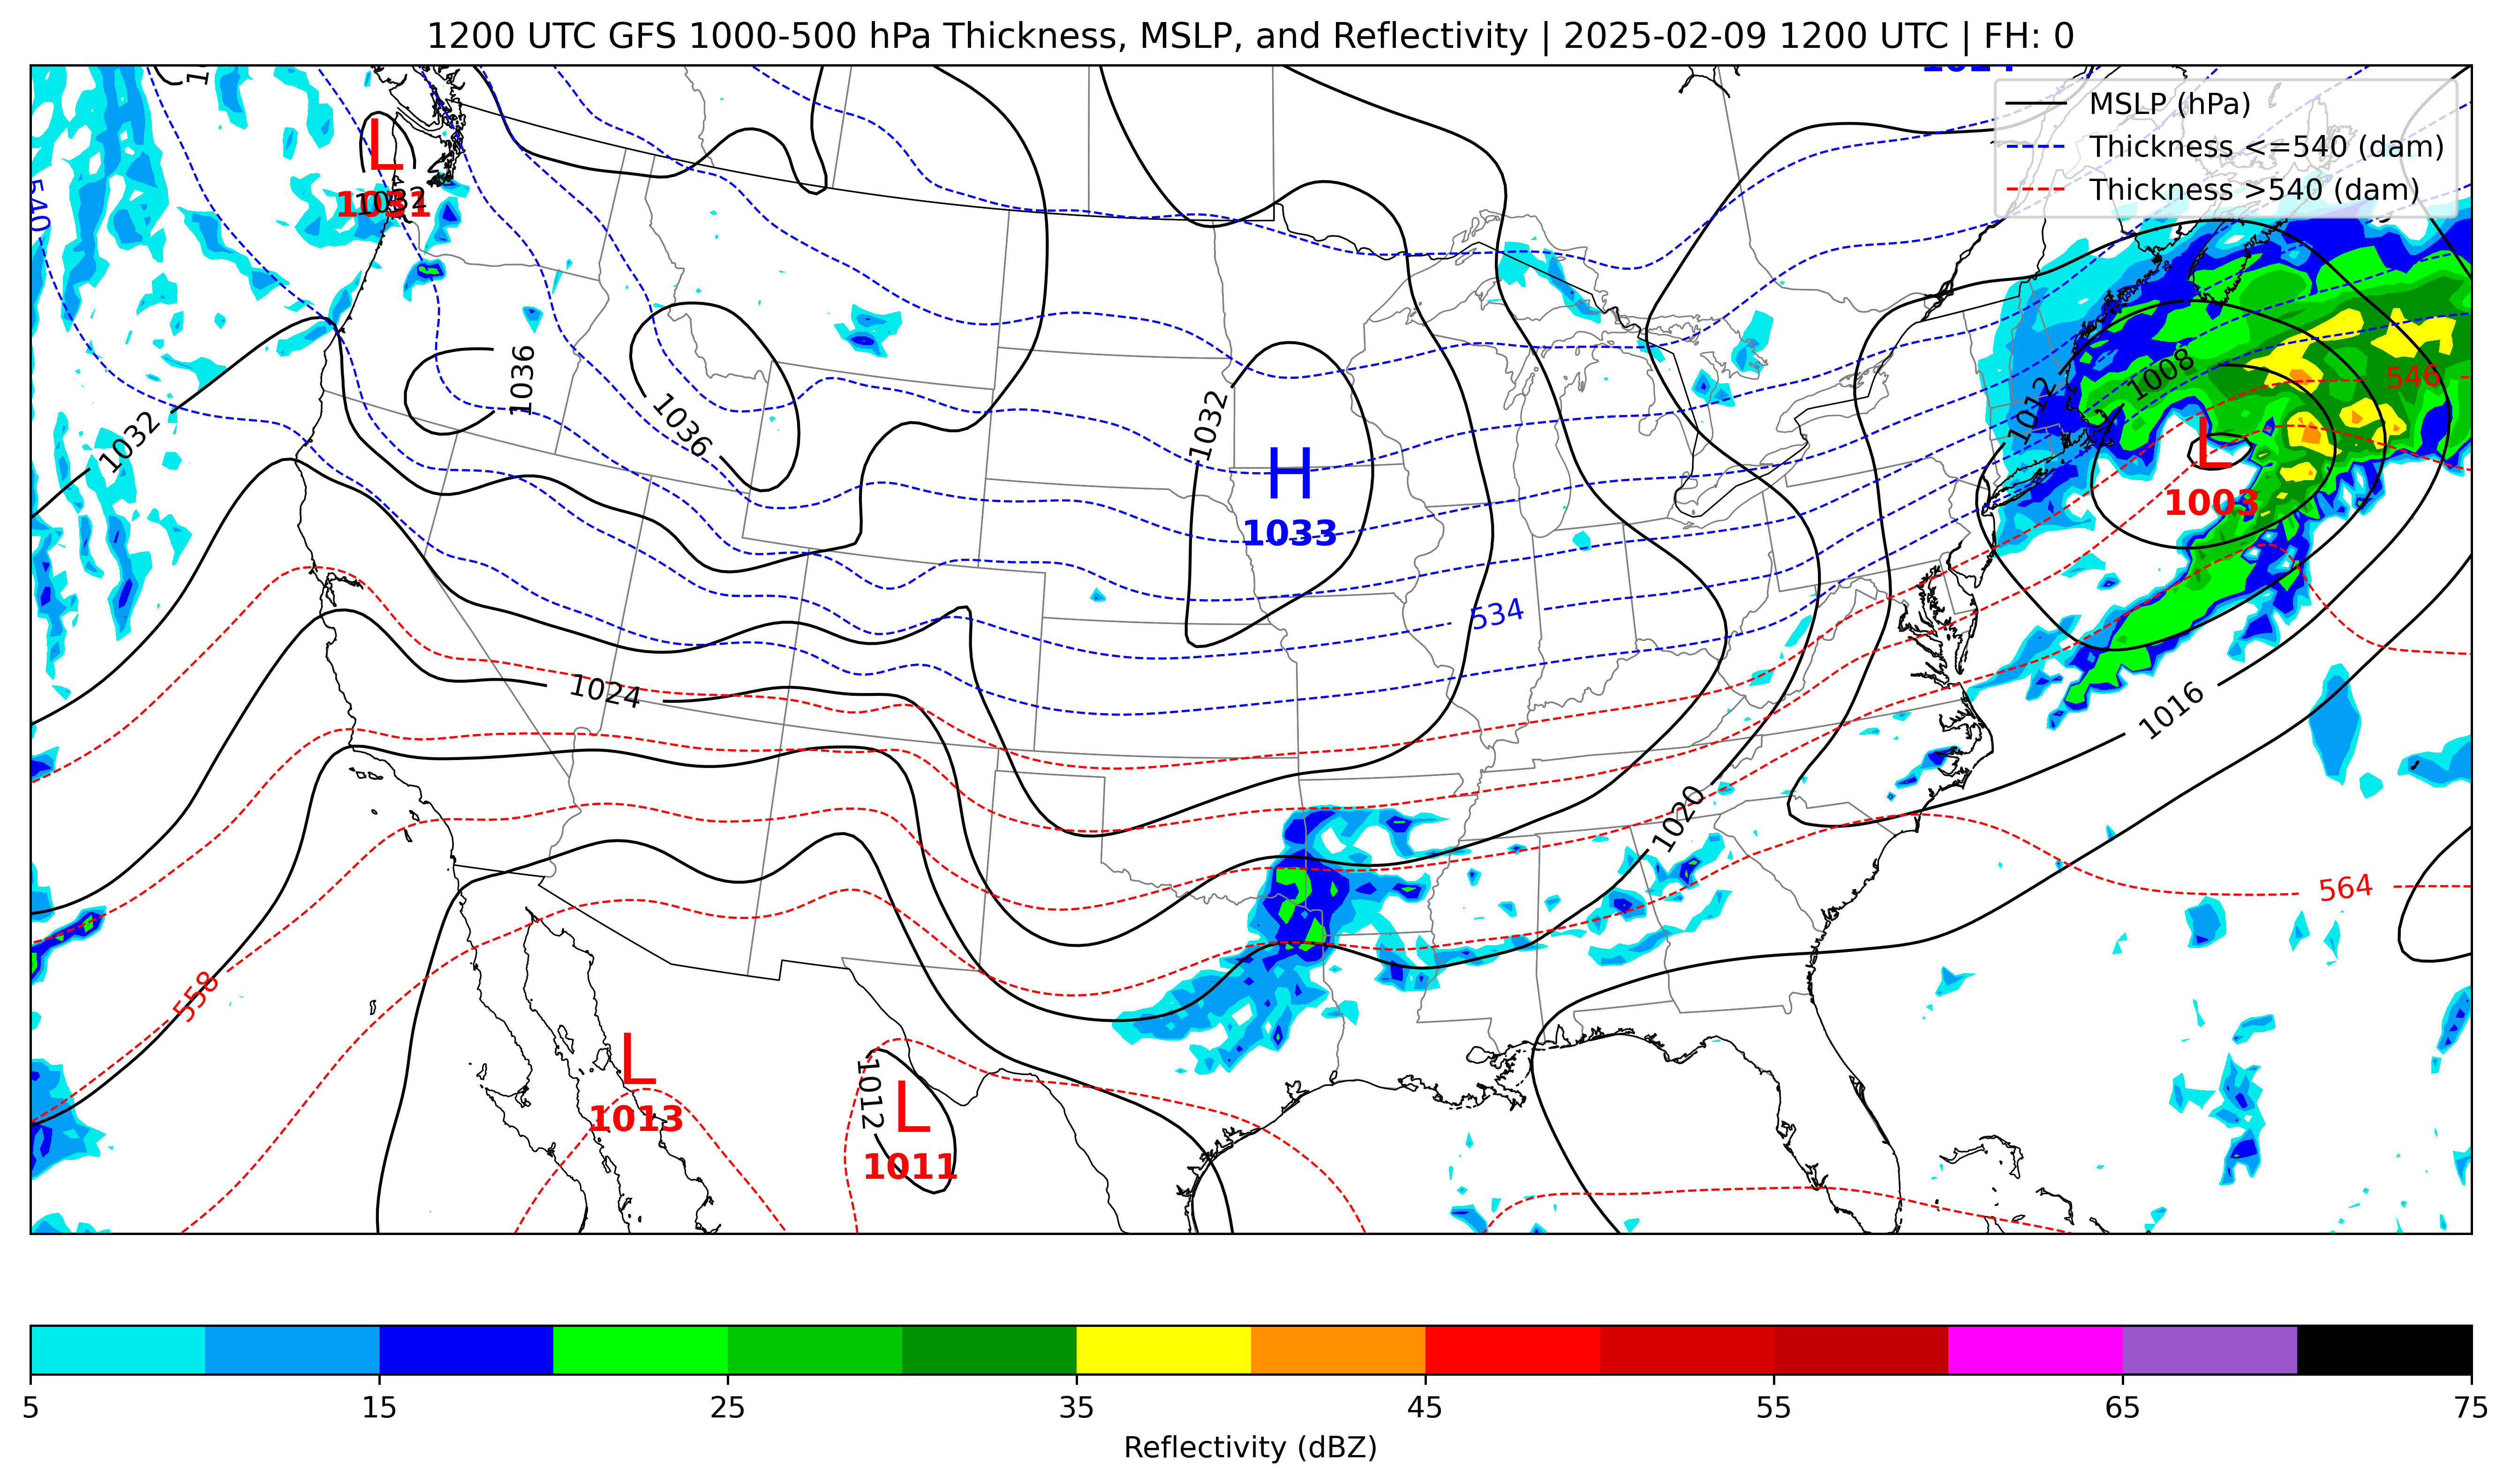 1200 UTC GFS 1000-500 hPa Thickness, MSLP, and Reflectivity | 2025-02-09 1200 UTC | FH: 0
MSLP (hPa)
Thickness <=540 (dam)
Thickness >540 (dam)
L
1031
1032
540
1036
1036
1032
1032
H
1033
534
1024
1008
1012
546
L
1003
1016
1020
564
558
L
1013
1012
L
1011
5
15
25
35
45
55
65
75
Reflectivity (dBZ)